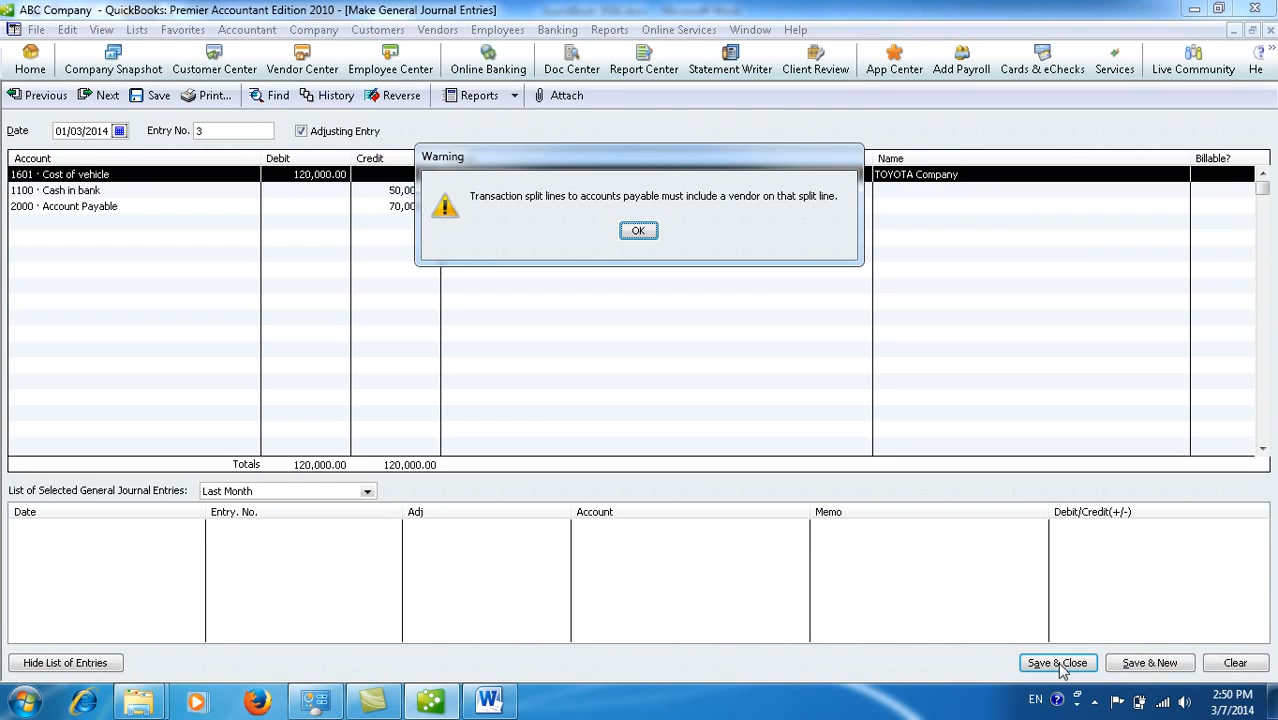 ABC Company - QuickBooks: Premier Accountant Edition 2010 - [Make General Journal Entries]
File Edit View Lists Favorites Accountant Company Customers Vendors Employees Banking Reports Online Services Window Help
Home Company Snapshot Customer Center Vendor Center Employee Center Online Banking Doc Center Report Center Statement Writer Client Review App Center Add Payroll Cards & eChecks Services Live Community He
Previous Next Save Print... Find History Reverse Reports Attach
Date 01/03/2014 Entry No. 3 Adjusting Entry
Account Debit Credit Name Billable?
Warning
1601 · Cost of vehicle 120,000.00 TOYOTA Company
1100 · Cash in bank 50,00
Transaction split lines to accounts payable must include a vendor on that split line.
2000 · Account Payable 70,00
OK
Totals 120,000.00 120,000.00
List of Selected General Journal Entries: Last Month
Date Entry. No. Adj Account Memo Debit/Credit(+/-)
Hide List of Entries Save & Close Save & New Clear
EN 2:50 PM
3/7/2014